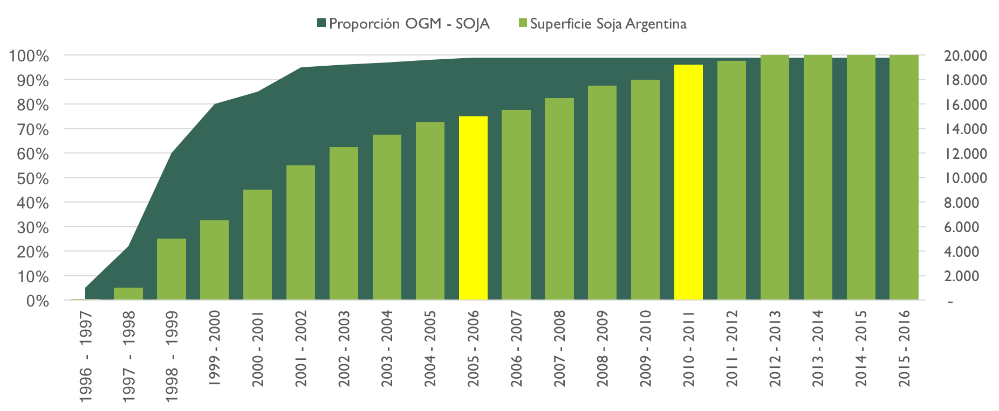 Proporción OGM - SOJA Superficie Soja Argentina
100% 20.000
90% 18.000
80% 16.000
70% 14.000
60% 12.000
50% 10.000
40% 8.000
30% 6.000
20% 4.000
10% 2.000
0% -
1996 - 1997
1997 - 1998
1998 - 1999
1999 - 2000
2000 - 2001
2001 - 2002
2002 - 2003
2003 - 2004
2004 - 2005
2005 - 2006
2006 - 2007
2007 - 2008
2008 - 2009
2009 - 2010
2010 - 2011
2011 - 2012
2012 - 2013
2013 - 2014
2014 - 2015
2015 - 2016